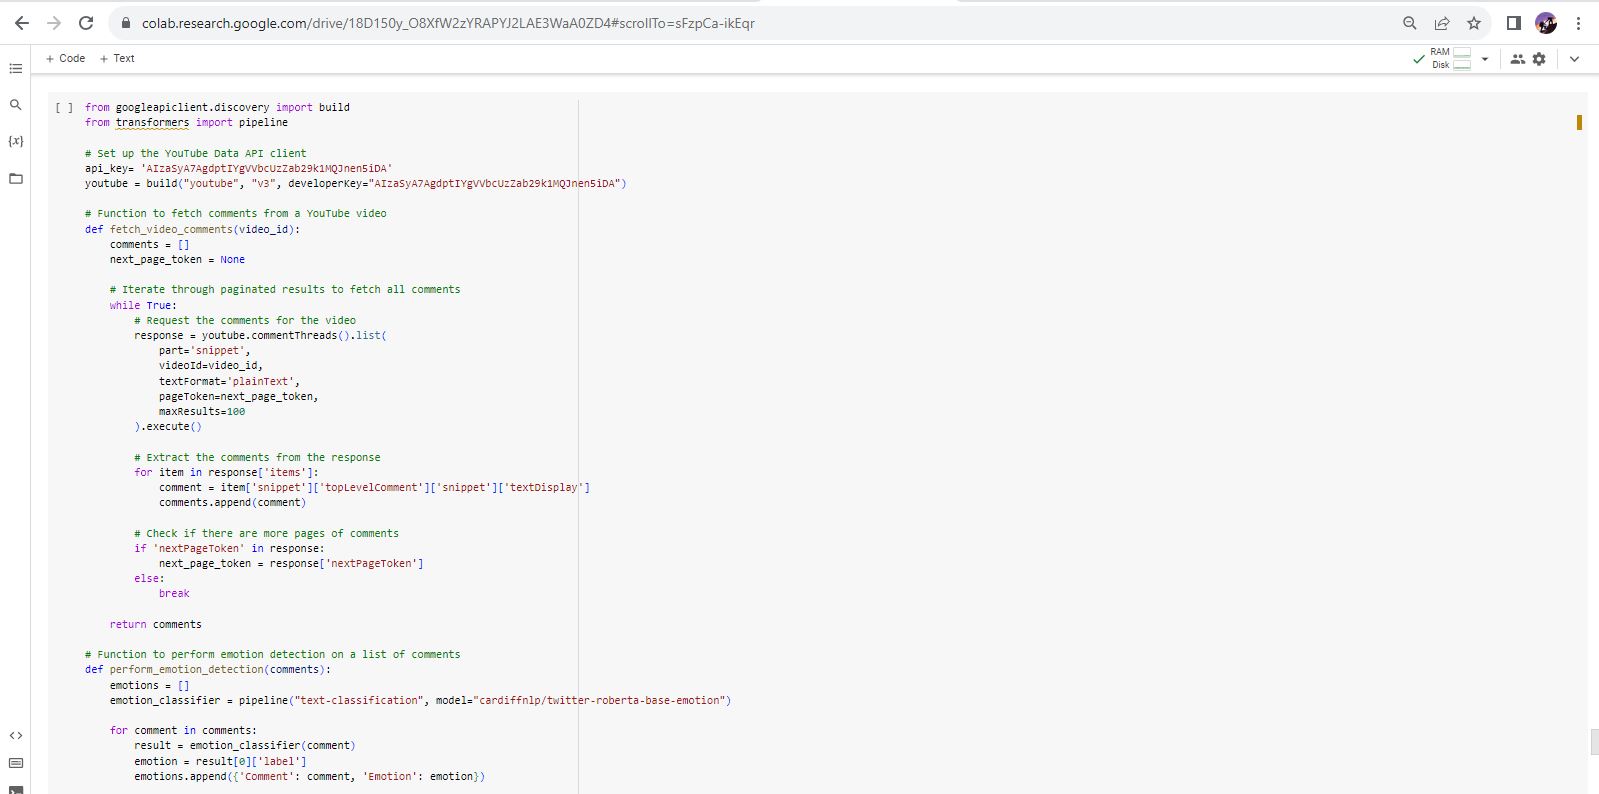 colab.research.google.com/drive/18D150y_O8XfW2zYRAPYJ2LAE3WaA0ZD4#scrollTo=sFzpCa-ikEqr
+ Code + Text
RAM
Disk
[ ] from googleapiclient.discovery import build
from transformers import pipeline
# Set up the YouTube Data API client
api_key= 'AIzaSyA7AgdptIYgVVbcUzZab29k1MQJnen5iDA'
youtube = build("youtube", "v3", developerKey="AIzaSyA7AgdptIYgVVbcUzZab29k1MQJnen5iDA")
# Function to fetch comments from a YouTube video
def fetch_video_comments(video_id):
    comments = []
    next_page_token = None
    # Iterate through paginated results to fetch all comments
    while True:
        # Request the comments for the video
        response = youtube.commentThreads().list(
            part='snippet',
            videoId=video_id,
            textFormat='plainText',
            pageToken=next_page_token,
            maxResults=100
        ).execute()
        # Extract the comments from the response
        for item in response['items']:
            comment = item['snippet']['topLevelComment']['snippet']['textDisplay']
            comments.append(comment)
        # Check if there are more pages of comments
        if 'nextPageToken' in response:
            next_page_token = response['nextPageToken']
        else:
            break
    return comments
# Function to perform emotion detection on a list of comments
def perform_emotion_detection(comments):
    emotions = []
    emotion_classifier = pipeline("text-classification", model="cardiffnlp/twitter-roberta-base-emotion")
    for comment in comments:
        result = emotion_classifier(comment)
        emotion = result[0]['label']
        emotions.append({'Comment': comment, 'Emotion': emotion})